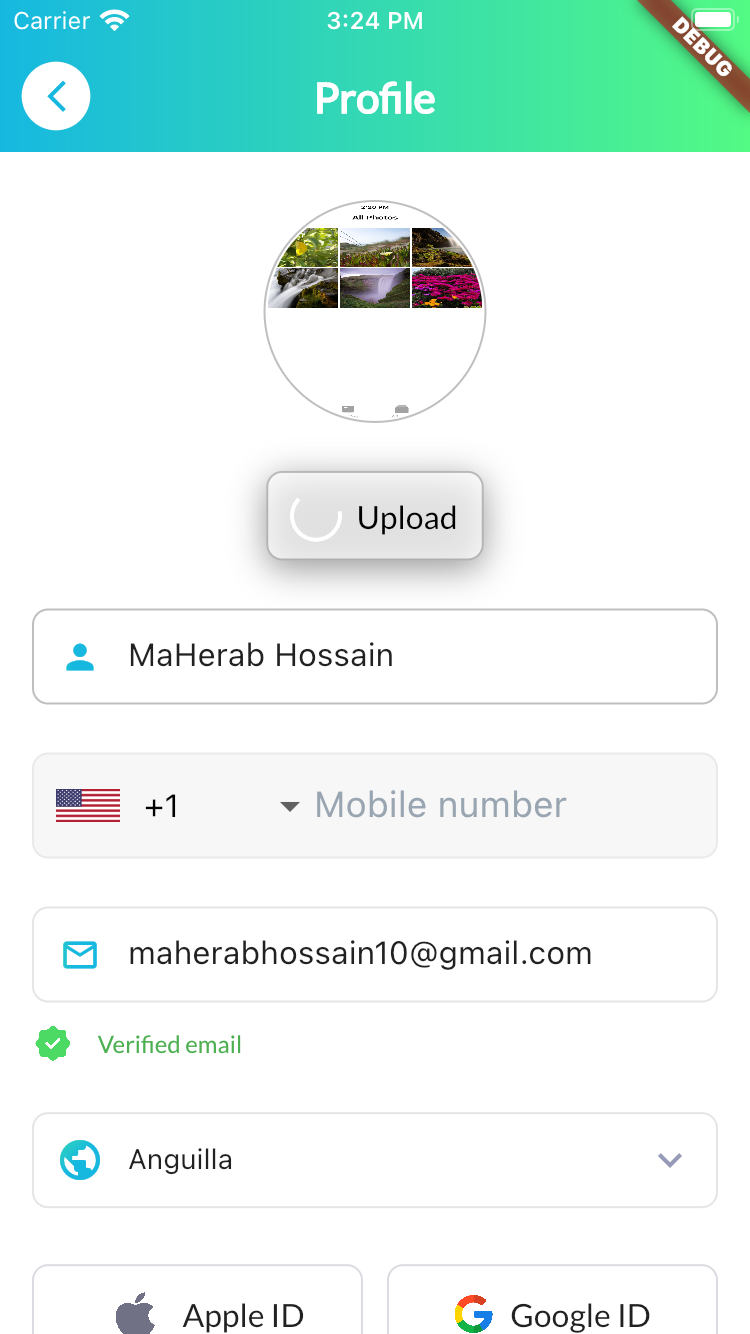 Carrier 3:24 PM
DEBUG
Profile
2:20 PM
All Photos
Upload
MaHerab Hossain
+1 Mobile number
maherabhossain10@gmail.com
Verified email
Anguilla
Apple ID Google ID